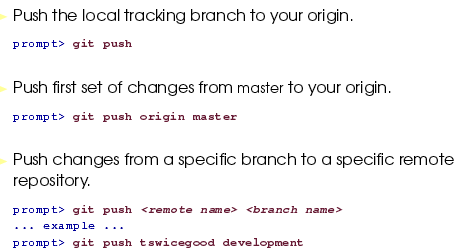 Push the local tracking branch to your origin.
prompt> git push
Push first set of changes from master to your origin.
prompt> git push origin master
Push changes from a specific branch to a specific remote
repository.
prompt> git push <remote name> <branch name>
... example ...
prompt> git push tswicegood development